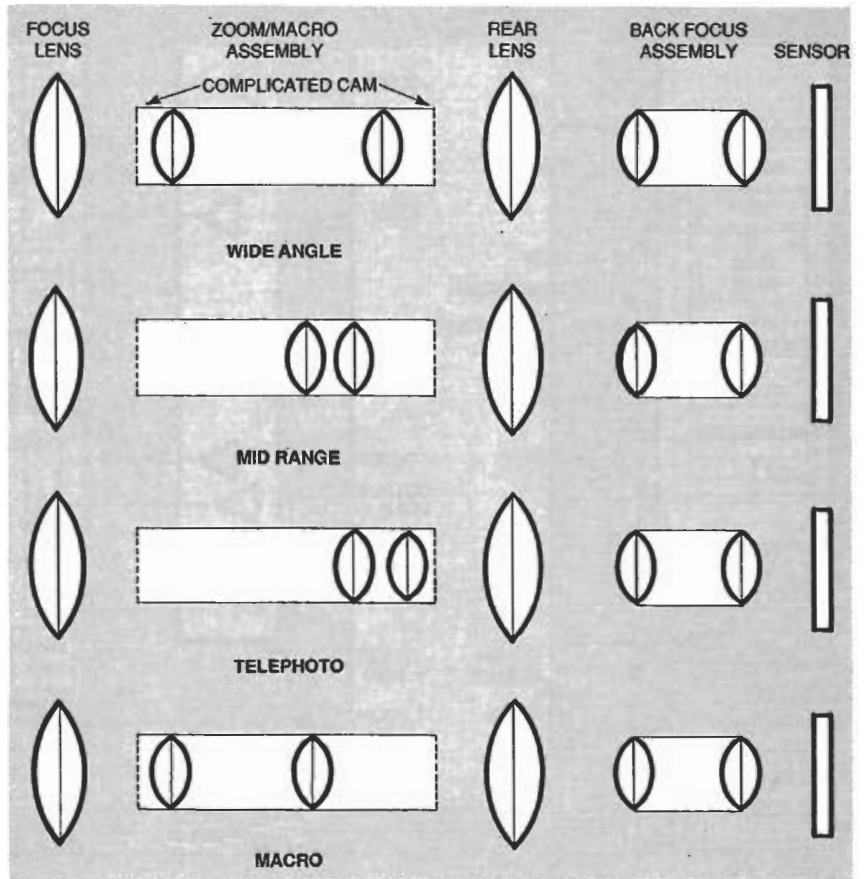 FOCUS
LENS
ZOOM/MACRO
ASSEMBLY
REAR
LENS
BACK FOCUS
ASSEMBLY
SENSOR
COMPLICATED CAM
WIDE ANGLE
MID RANGE
TELEPHOTO
MACRO